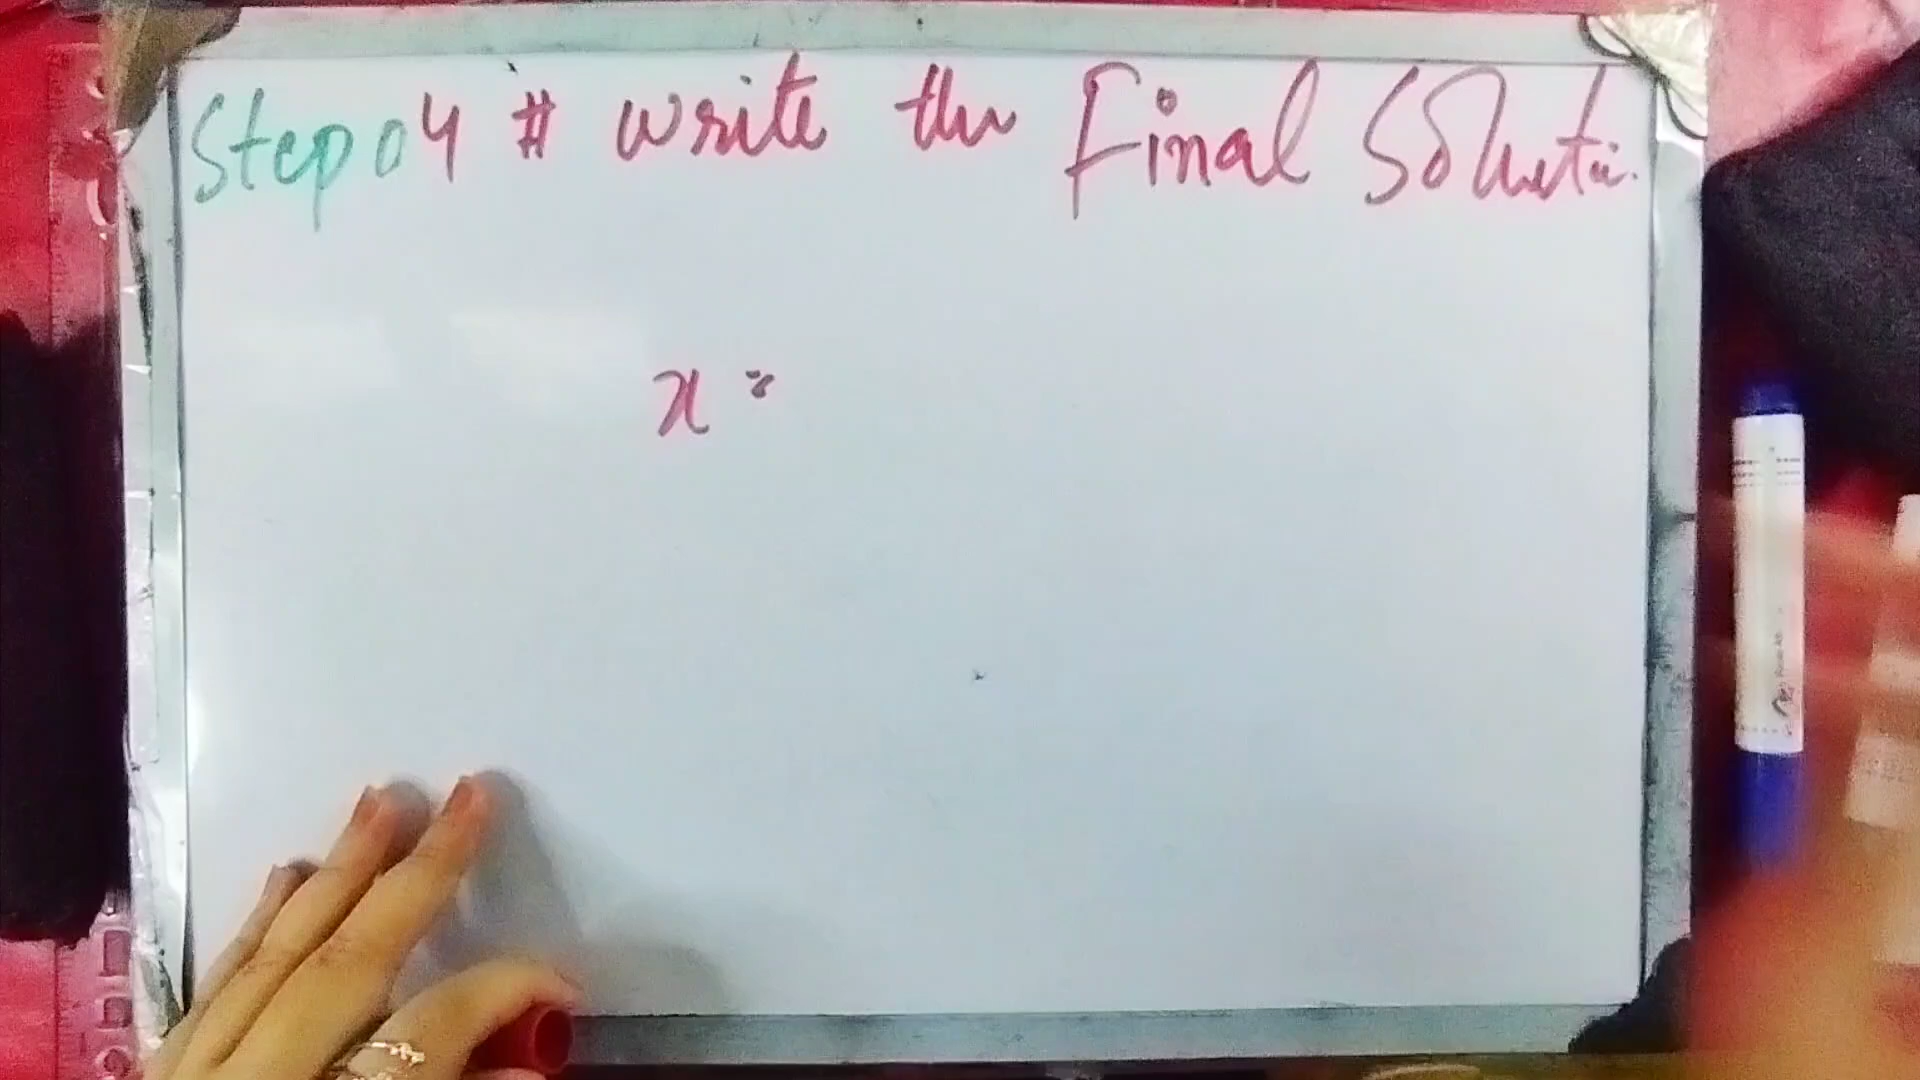 Step 04 # write the Final Solution.
x =